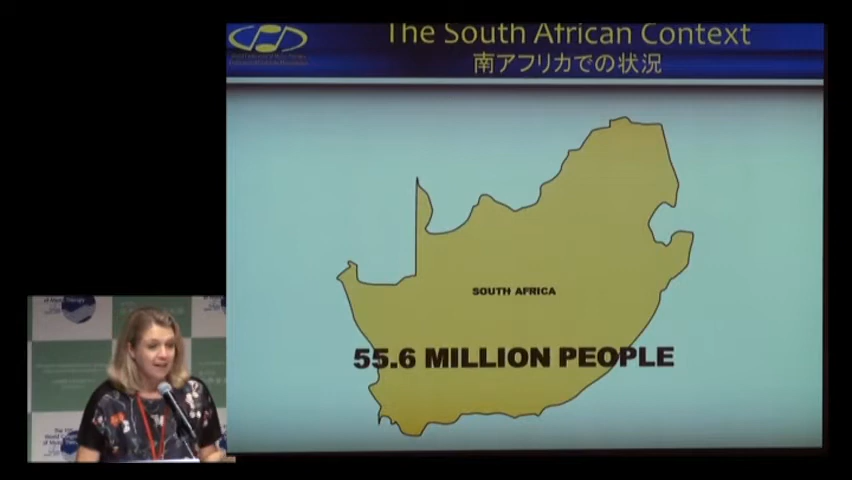 The South African Context
南アフリカでの状況
SOUTH AFRICA
55.6 MILLION PEOPLE